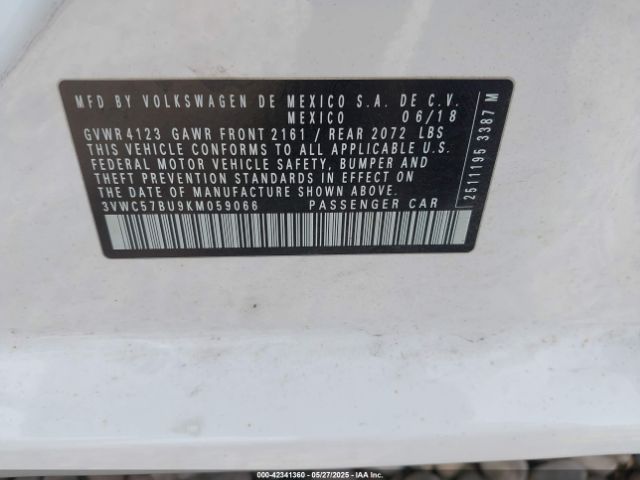 MFD BY VOLKSWAGEN DE MEXICO S.A. DE C.V.
MEXICO 06/18
GVWR 4123 GAWR FRONT 2161 / REAR 2072 LBS
THIS VEHICLE CONFORMS TO ALL APPLICABLE U.S.
FEDERAL MOTOR VEHICLE SAFETY, BUMPER AND
THEFT PREVENTION STANDARDS IN EFFECT ON
THE DATE OF MANUFACTURE SHOWN ABOVE.
3VWC57BU9KM059066 PASSENGER CAR
2511195 3387 M
000-42341360 - 05/27/2025 - IAA Inc.